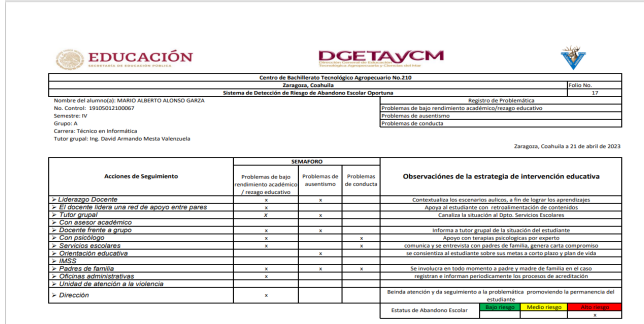 EDUCACIÓN
SECRETARÍA DE EDUCACIÓN PÚBLICA
DGETAYCM
Centro de Bachillerato Tecnológico Agropecuario No.210
Zaragoza, Coahuila Folio No.
Sistema de Detección de Riesgo de Abandono Escolar Oportuna 17
Nombre del alumno(a): MARIO ALBERTO ALONSO GARZA Registro de Problemática
No. Control: 19105012100067 Problemas de bajo rendimiento académico/rezago educativo
Semestre: IV Problemas de ausentismo
Grupo: A Problemas de conducta
Carrera: Técnico en Informática
Tutor grupal: Ing. David Armando Mesta Valenzuela
Zaragoza, Coahuila a 21 de abril de 2023
SEMAFORO
Acciones de Seguimiento Problemas de bajo rendimiento académico / rezago educativo Problemas de ausentismo Problemas de conducta Observaciónes de la estrategia de intervención educativa
➢ Liderazgo Docente x x Contextualiza los escenarios aulicos, a fin de lograr los aprendizajes
➢ El docente lidera una red de apoyo entre pares x Apoya al estudiante con retroalimentación de contenidos
➢ Tutor grupal x x Canaliza la situación al Dpto. Servicios Escolares
➢ Con asesor académico
➢ Docente frente a grupo x x Informa a tutor grupal de la situación del estudiante
➢ Con psicólogo x x Apoyo con terapias psicologicas por experto
➢ Servicios escolares x x comunica y se entrevista con padres de familia, genera carta compromiso
➢ Orientación educativa x se consientiza al estudiante sobre sus metas a corto plazo y plan de vida
➢ IMSS
➢ Padres de familia x x x Se involucra en todo momento a padre y madre de familia en el caso
➢ Oficinas administrativas x registran e informan periodicamente los procesos de acreditación
➢ Unidad de atención a la violencia
➢ Dirección x Beinda atención y da seguimiento a la problemática promoviendo la permanencia del estudiante
Estatus de Abandono Escolar Bajo riesgo Medio riesgo Alto riesgo
x